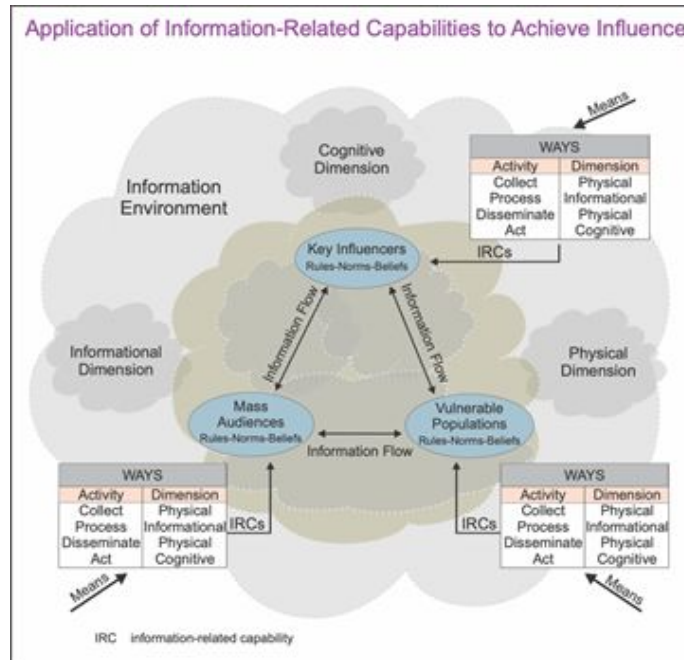 Application of Information-Related Capabilities to Achieve Influence
Means
Cognitive
Dimension
Information
Environment
WAYS
Activity Dimension
Collect Physical
Process Informational
Disseminate Physical
Act Cognitive
IRCs
Key Influencers
Rules-Norms-Beliefs
Information Flow
Information Flow
Informational
Dimension
Physical
Dimension
Mass
Audiences
Rules-Norms-Beliefs
Vulnerable
Populations
Rules-Norms-Beliefs
Information Flow
WAYS
Activity Dimension
Collect Physical
Process Informational
Disseminate Physical
Act Cognitive
IRCs
Means
WAYS
Activity Dimension
Collect Physical
Process Informational
Disseminate Physical
Act Cognitive
IRCs
Means
IRC information-related capability